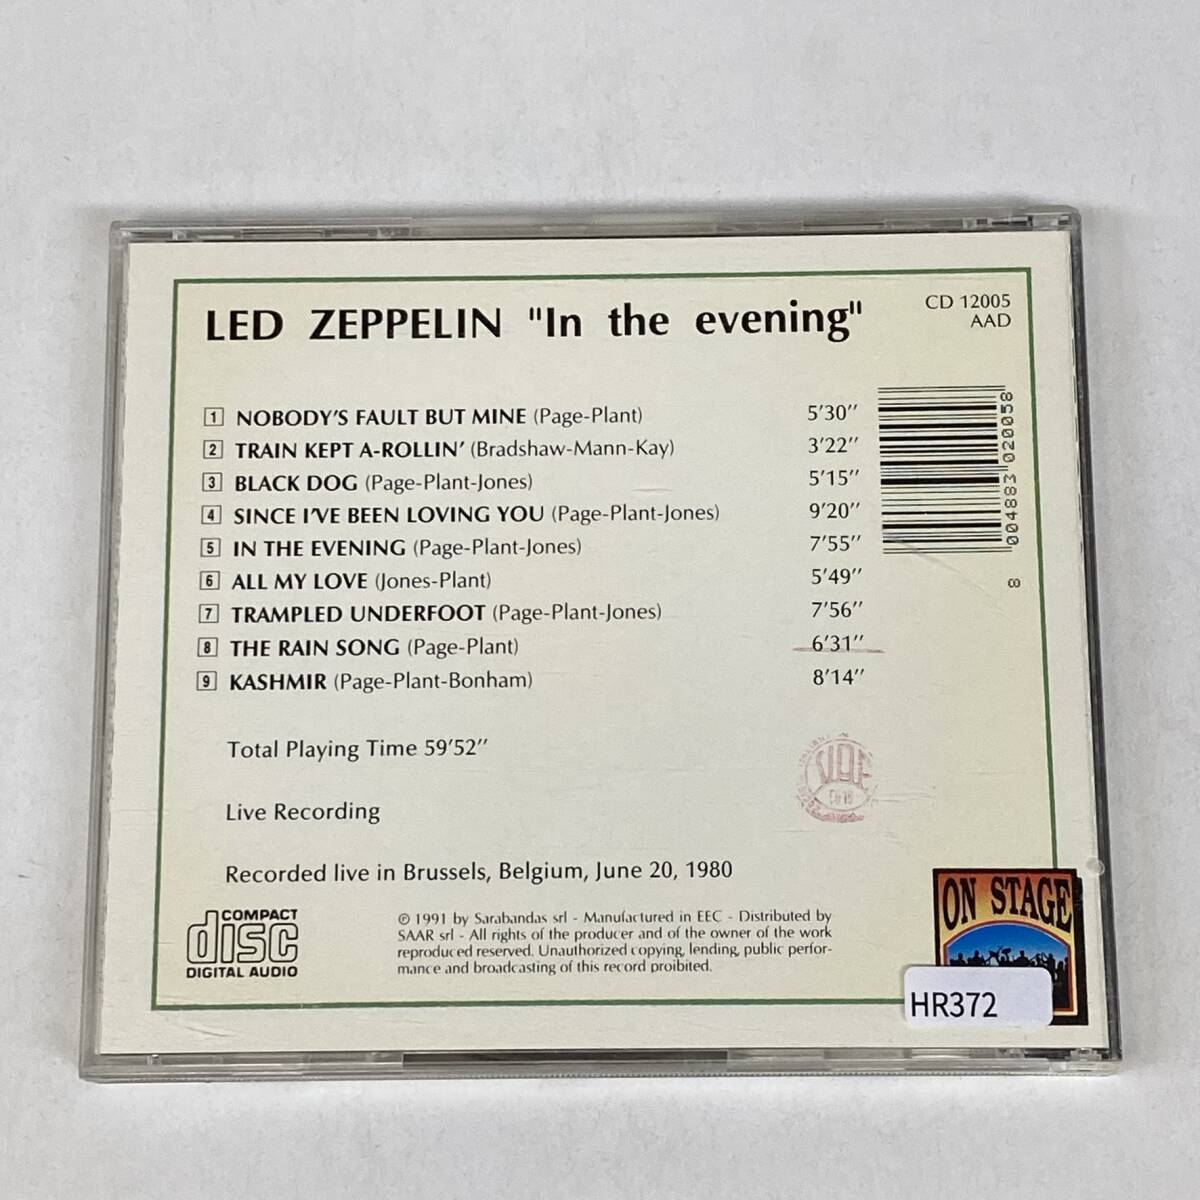 LED ZEPPELIN "In the evening"
CD 12005
AAD
1 NOBODY'S FAULT BUT MINE (Page-Plant) 5'30''
2 TRAIN KEPT A-ROLLIN' (Bradshaw-Mann-Kay) 3'22''
3 BLACK DOG (Page-Plant-Jones) 5'15''
4 SINCE I'VE BEEN LOVING YOU (Page-Plant-Jones) 9'20''
5 IN THE EVENING (Page-Plant-Jones) 7'55''
6 ALL MY LOVE (Jones-Plant) 5'49''
7 TRAMPLED UNDERFOOT (Page-Plant-Jones) 7'56''
8 THE RAIN SONG (Page-Plant) 6'31''
9 KASHMIR (Page-Plant-Bonham) 8'14''
004883 020058
8
Total Playing Time 59'52''
Live Recording
Recorded live in Brussels, Belgium, June 20, 1980
COMPACT
disc
DIGITAL AUDIO
℗ 1991 by Sarabandas srl - Manufactured in EEC - Distributed by
SAAR srl - All rights of the producer and of the owner of the work
reproduced reserved. Unauthorized copying, lending, public perfor-
mance and broadcasting of this record proibited.
ON STAGE
HR372